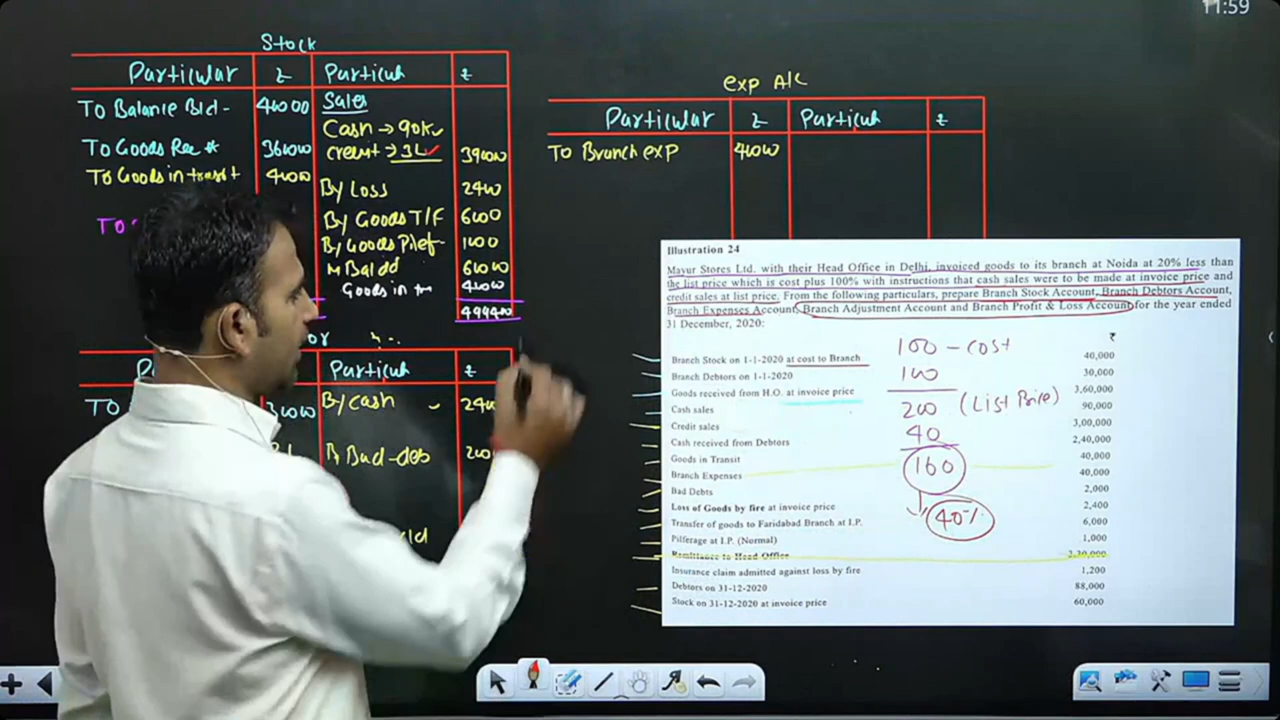 11:59
Stock
Particular ₹ Particular ₹
To Balance B/d - 40000 Sales
Cash → 90K
To Goods Rec 360000 Credit → 3L 390000
To Goods in transit 40000
By Loss 2400
By Goods T/F 6000
By Goods Pilef- 1000
Bal c/d 60000
Goods in 40000
499400
exp A/c
Particular ₹ Particular ₹
To Branch exp 40000
or
Particular ₹
TO 30000 By Cash
By Bad-deb
Illustration 24
Mayur Stores Ltd. with their Head Office in Delhi, invoiced goods to its branch at Noida at 20% less than
the list price which is cost plus 100% with instructions that cash sales were to be made at invoice price and
credit sales at list price. From the following particulars, prepare Branch Stock Account, Branch Debtors Account,
Branch Expenses Account, Branch Adjustment Account and Branch Profit & Loss Account for the year ended
31 December, 2020:
₹
Branch Stock on 1-1-2020 at cost to Branch 40,000
Branch Debtors on 1-1-2020 30,000
Goods received from H.O. at invoice price 3,60,000
Cash sales 90,000
Credit sales 3,00,000
Cash received from Debtors 2,40,000
Goods in Transit 40,000
Branch Expenses 40,000
Bad Debts 2,000
Loss of Goods by fire at invoice price 2,400
Transfer of goods to Faridabad Branch at I.P. 6,000
Pilferage at I.P. (Normal) 1,000
Remittance to Head Office 2,30,000
Insurance claim admitted against loss by fire 1,200
Debtors on 31-12-2020 88,000
Stock on 31-12-2020 at invoice price 60,000
100 - cost
100
200 (List Price)
40
160
40%